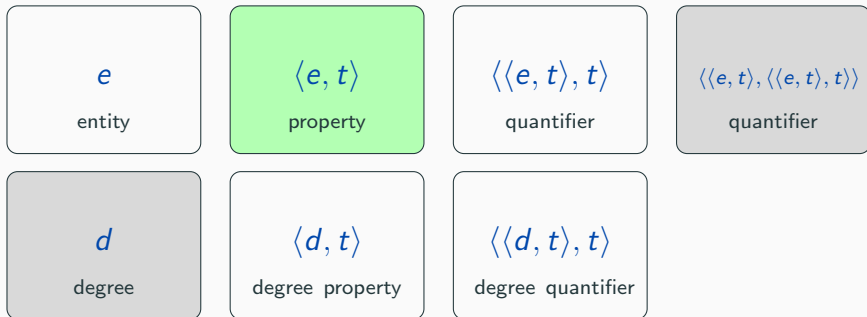 e
entity
⟨e, t⟩
property
⟨⟨e, t⟩, t⟩
quantifier
⟨⟨e, t⟩, ⟨⟨e, t⟩, t⟩⟩
quantifier
d
degree
⟨d, t⟩
degree property
⟨⟨d, t⟩, t⟩
degree quantifier